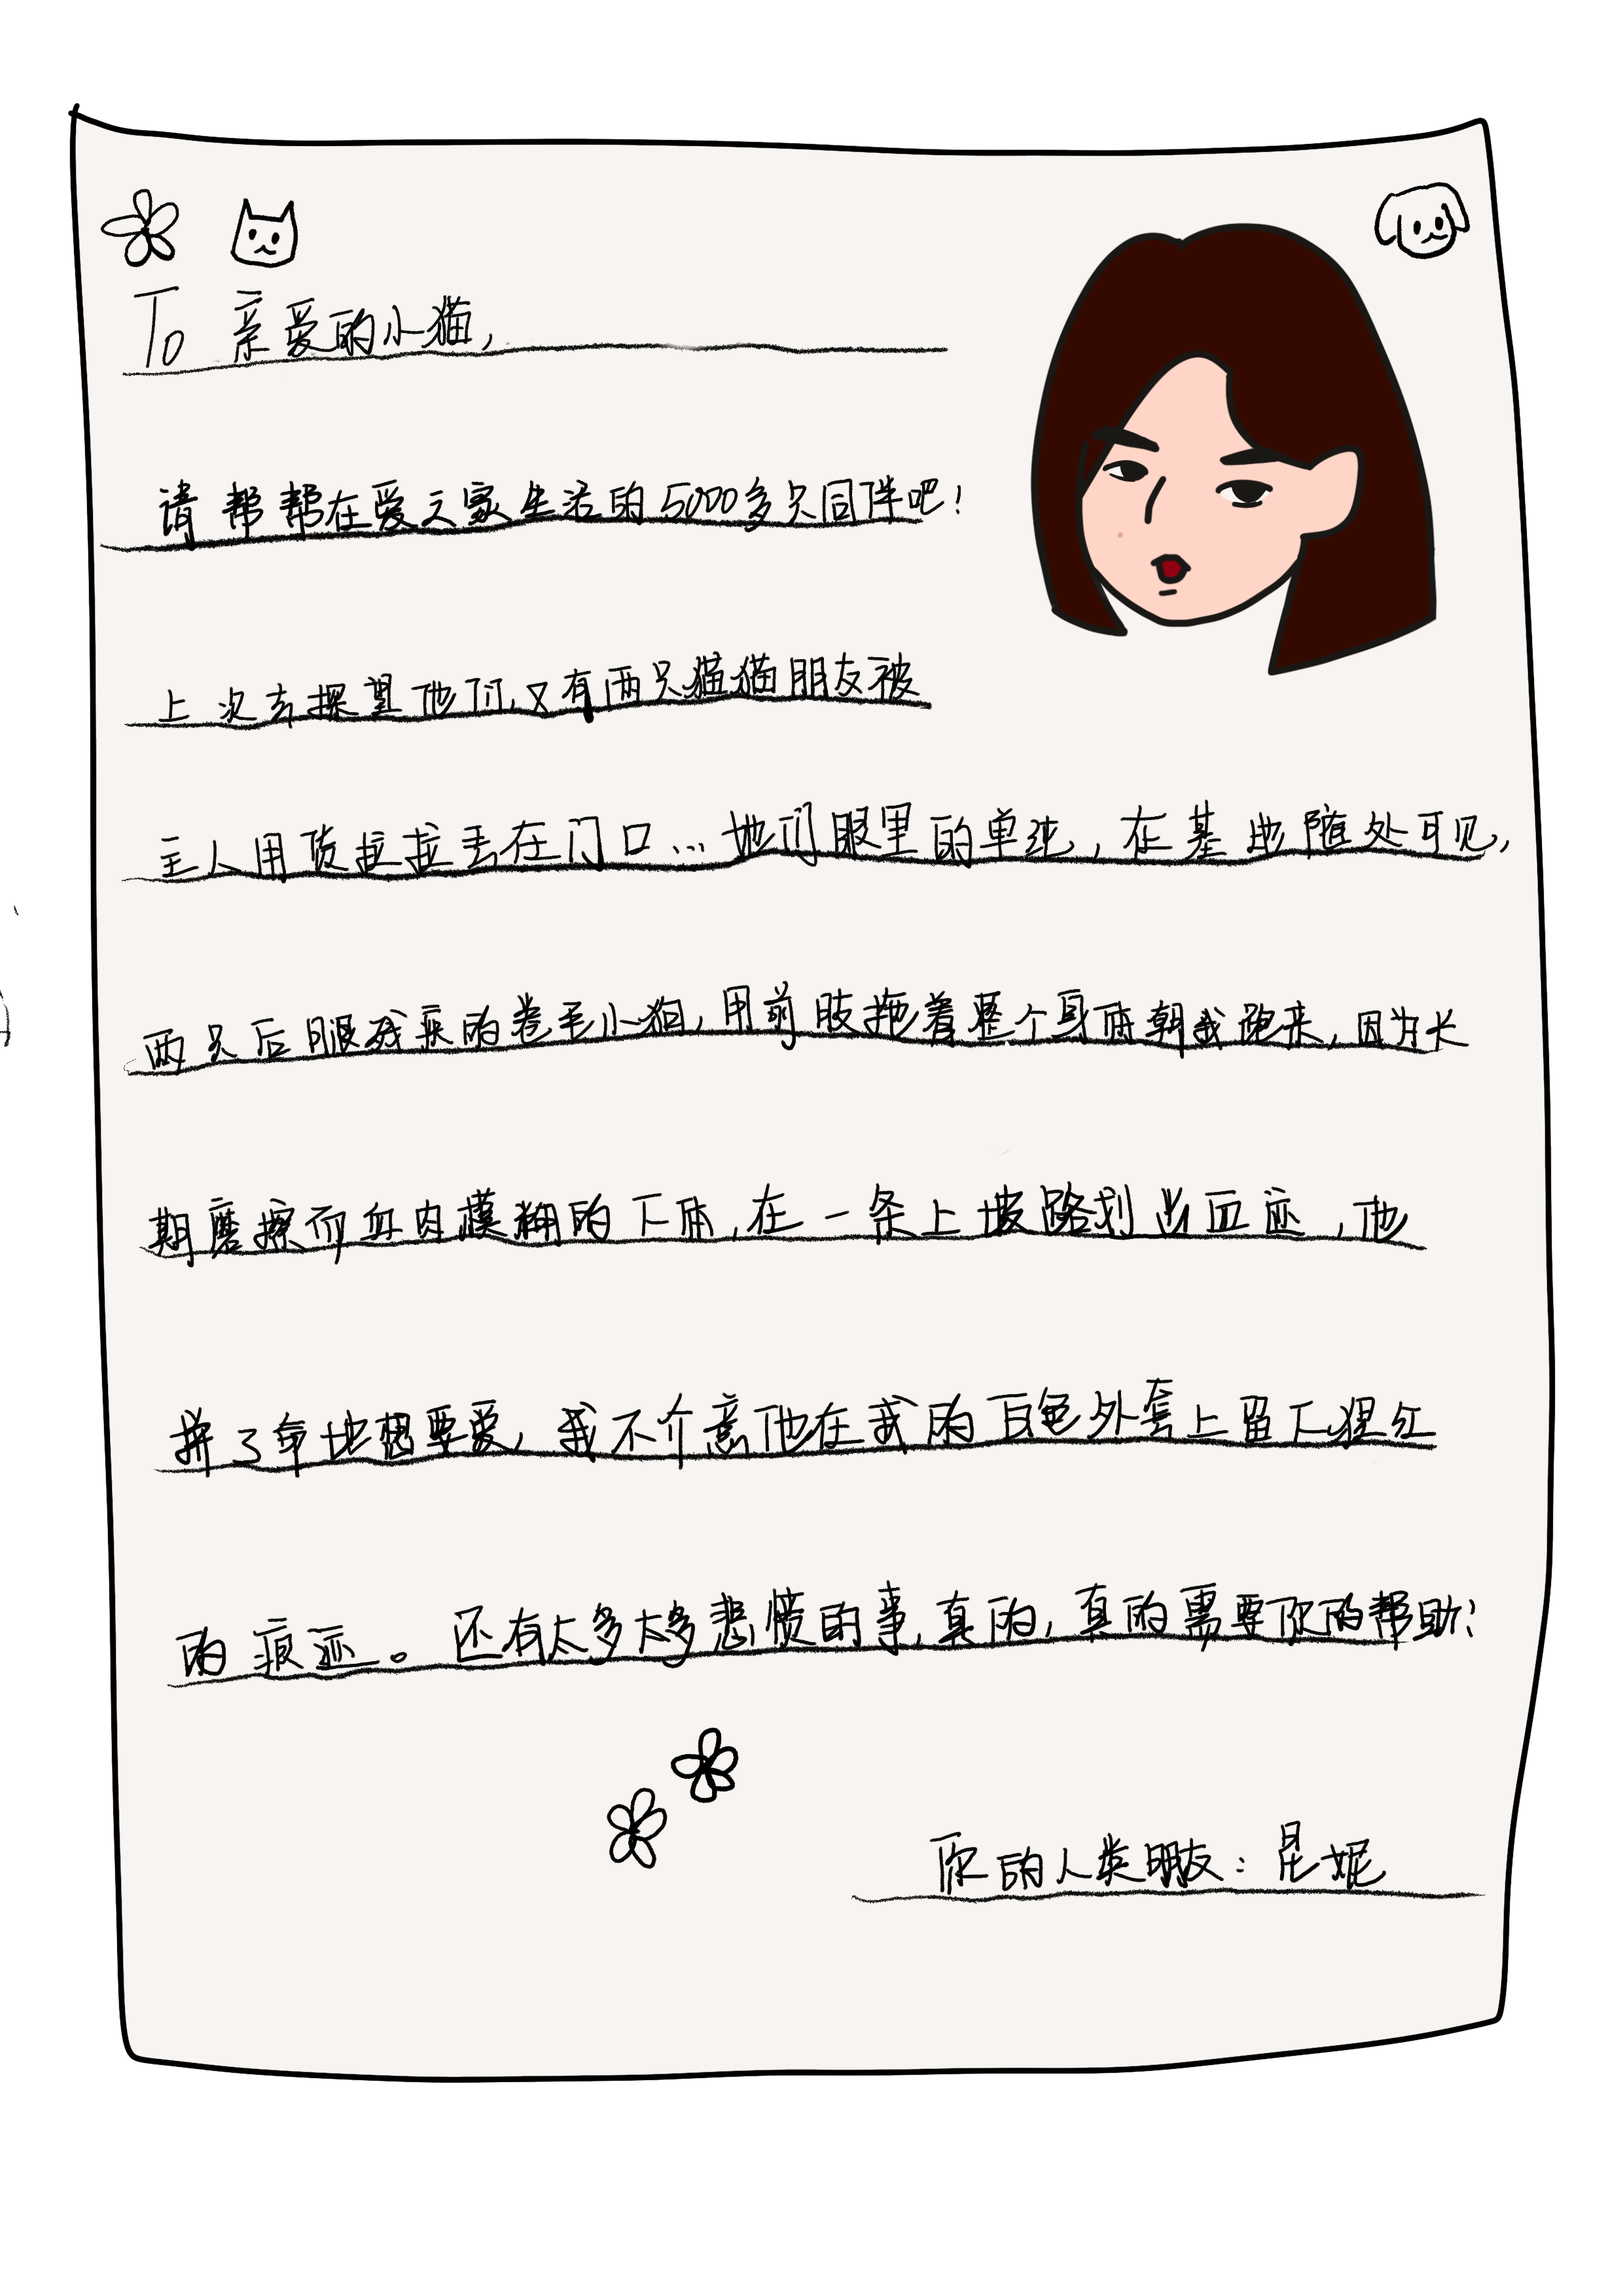 To 亲爱的小猫,
请帮帮在爱之家生活的5000多只同伴吧!
上次去探望他们,又有两只猫猫朋友被
主人用货拉拉丢在门口...她们眼里的单纯,在基地随处可见,
两只后腿残疾的卷毛小狗,用前肢拖着整个身体朝我跑来,因为长
期磨擦而血肉模糊的下体,在一条上坡路划出血迹,他
拼了命地想要爱,我不介意他在我的白色外套上留下猩红
的痕迹。还有太多太多悲愤的事,真的,真的需要你的帮助!
你的人类朋友:昆妮